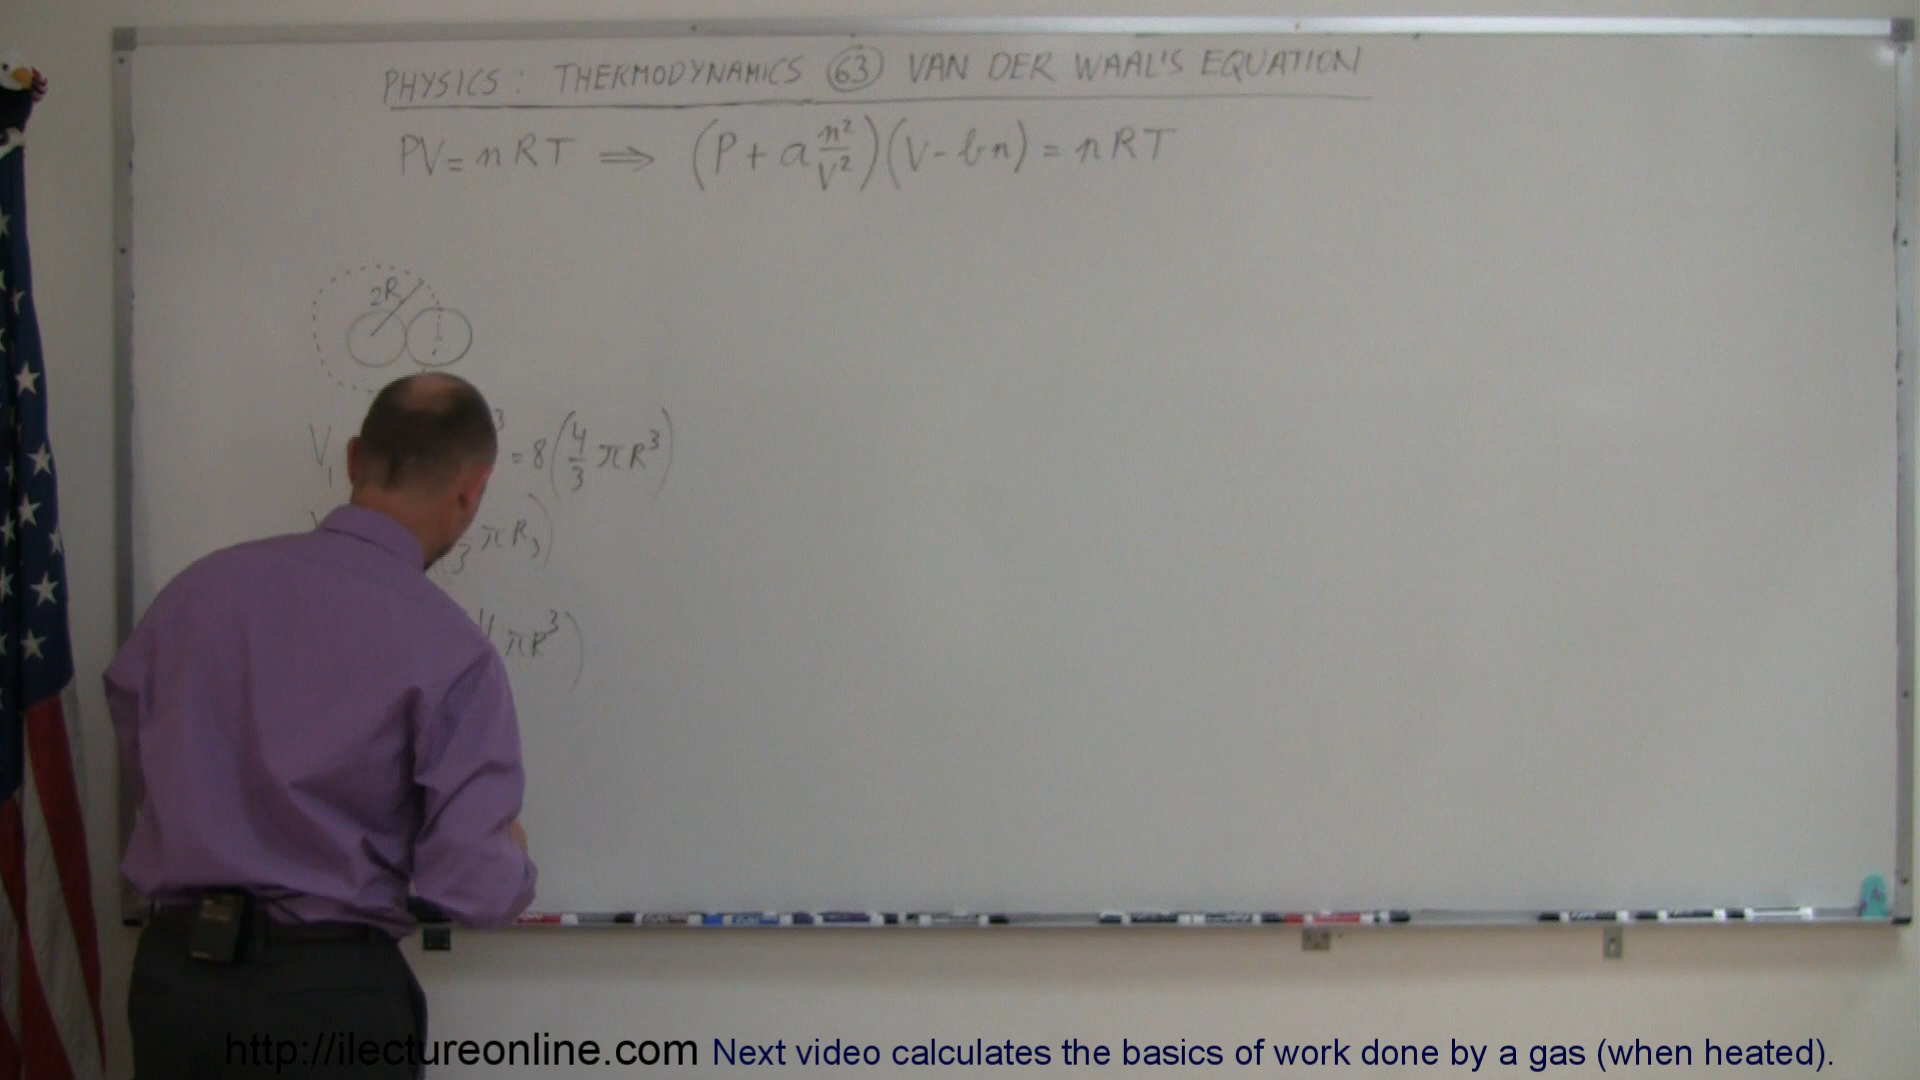 PHYSICS: THERMODYNAMICS 63 VAN DER WAAL'S EQUATION
PV = nRT ⟹ (P + a n²/V²)(V - bn) = nRT
2R
V₁ ³ = 8(4/3 πR³)
3 πR₃)
4 πR³)
http://ilectureonline.com Next video calculates the basics of work done by a gas (when heated).